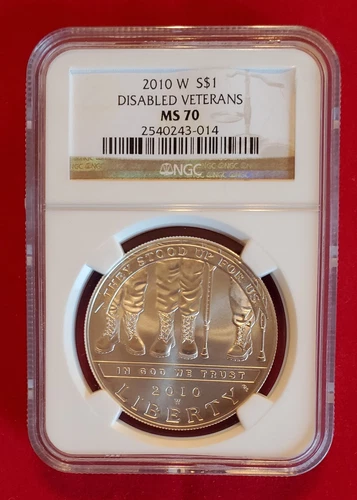 2010 W S$1
DISABLED VETERANS
MS 70
2540243-014
NGC
THEY STOOD UP FOR US
IN GOD WE TRUST
2010
W
LIBERTY